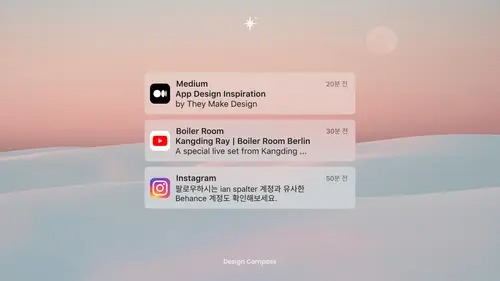 Medium
20분 전
App Design Inspiration
by They Make Design
Boiler Room
30분 전
Kangding Ray | Boiler Room Berlin
A special live set from Kangding ...
Instagram
50분 전
팔로우하시는 ian spalter 계정과 유사한
Behance 계정도 확인해보세요.
Design Compass